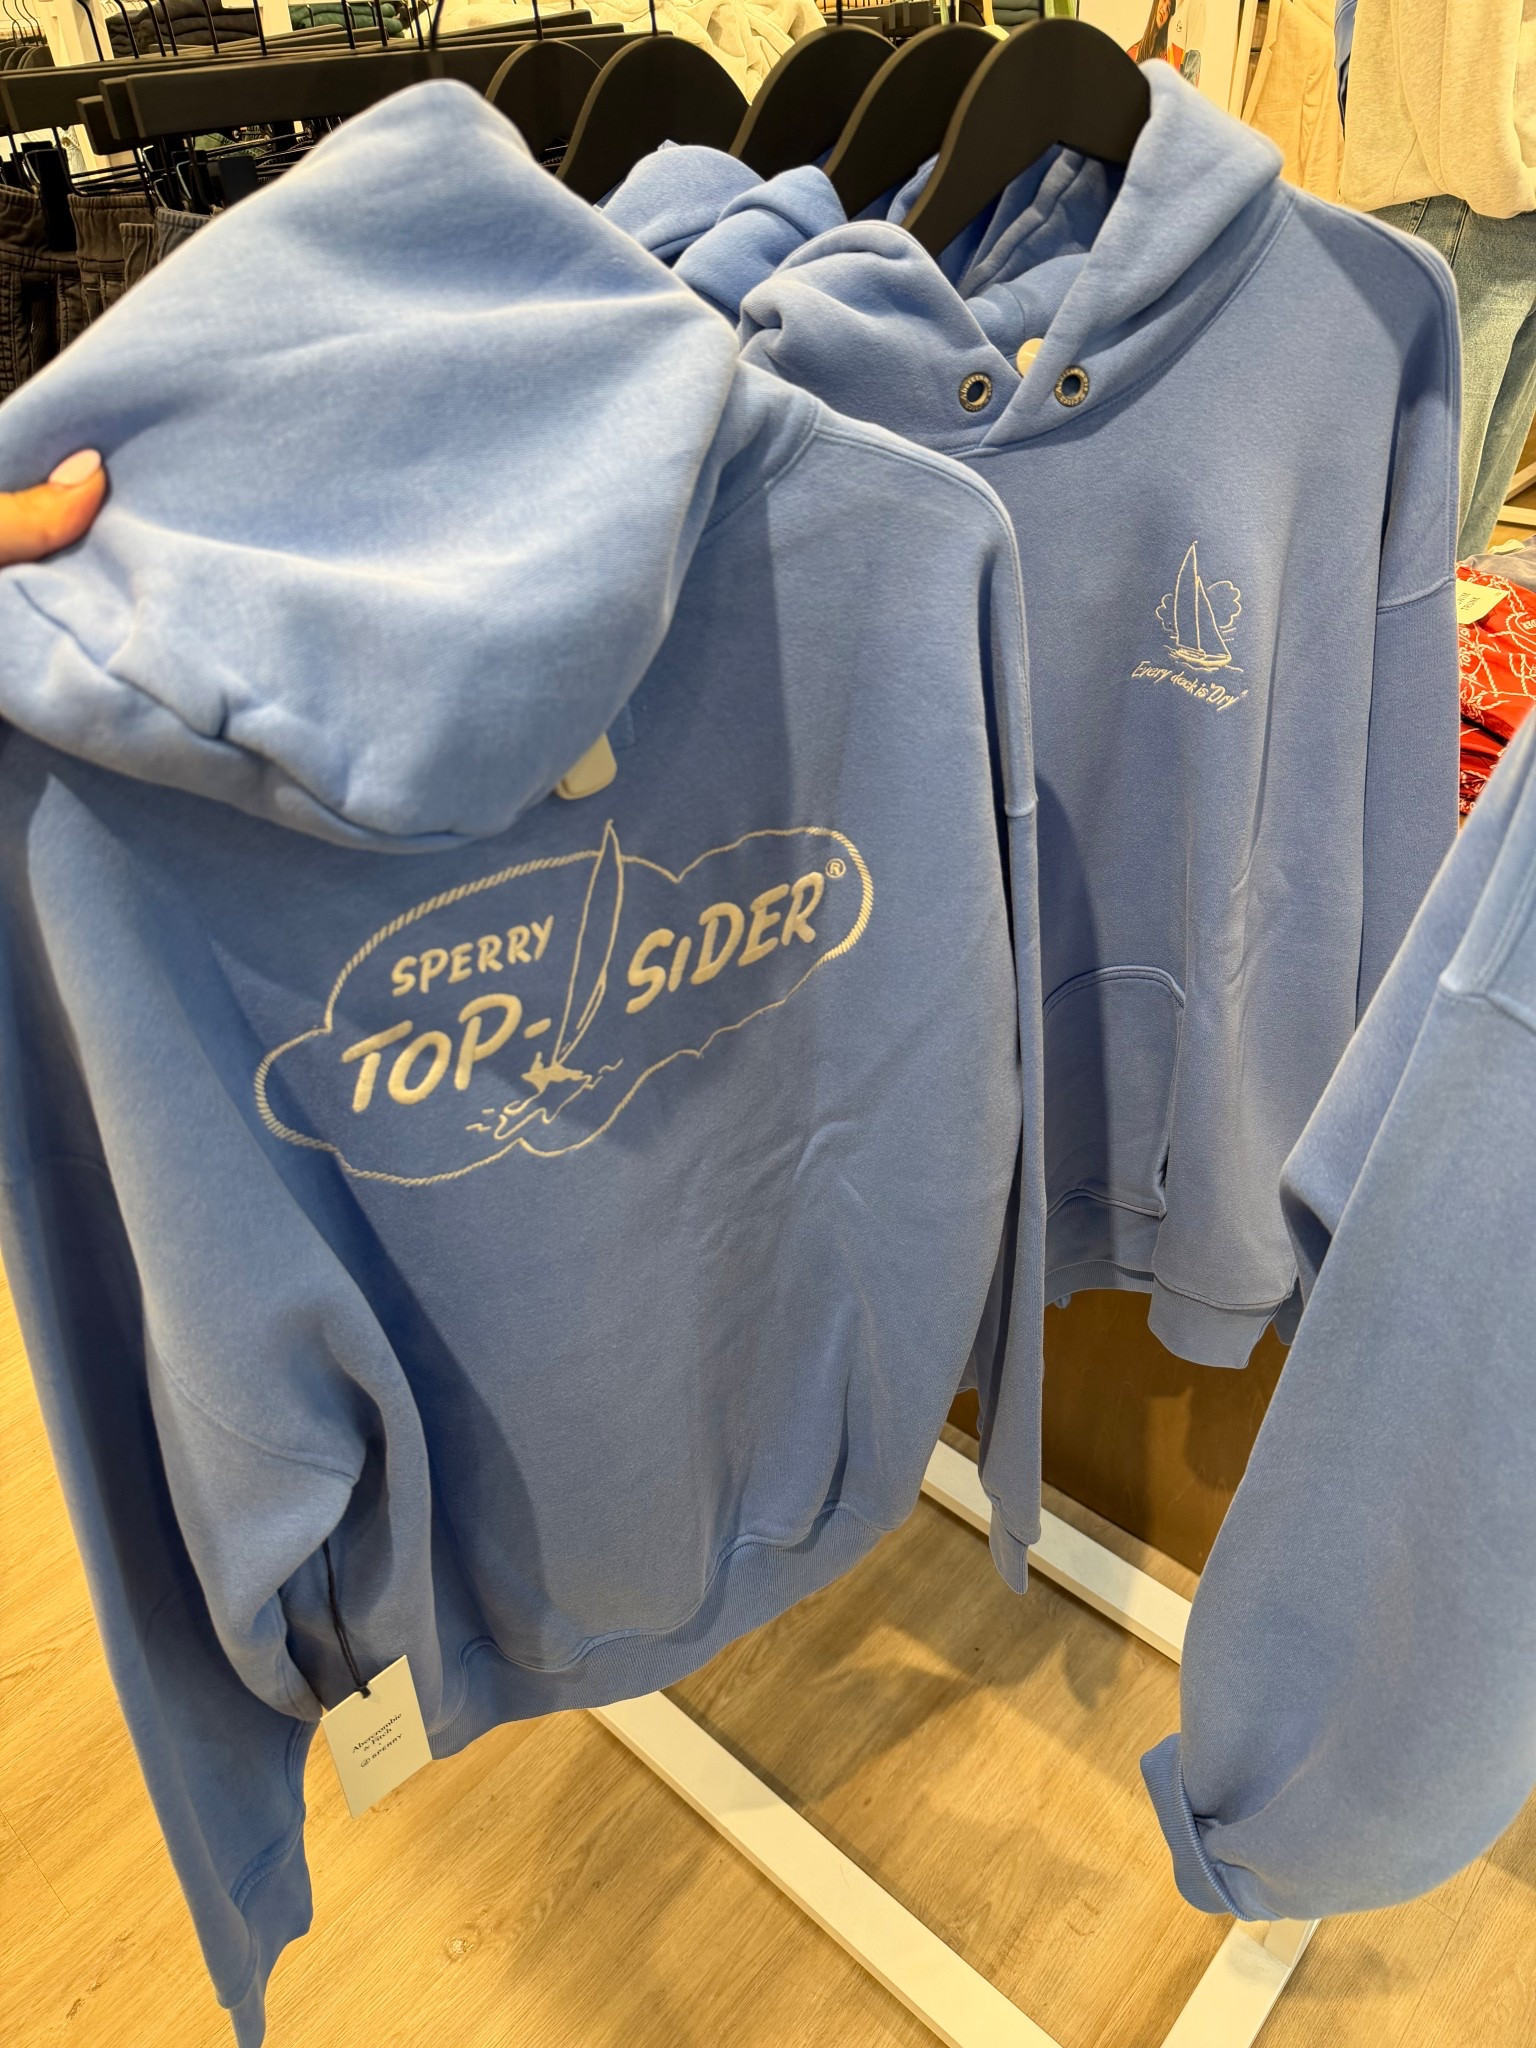 SPERRY
TOP-SiDER®
Every deck is "Dry"
Abercrombie
& Fitch
SPERRY